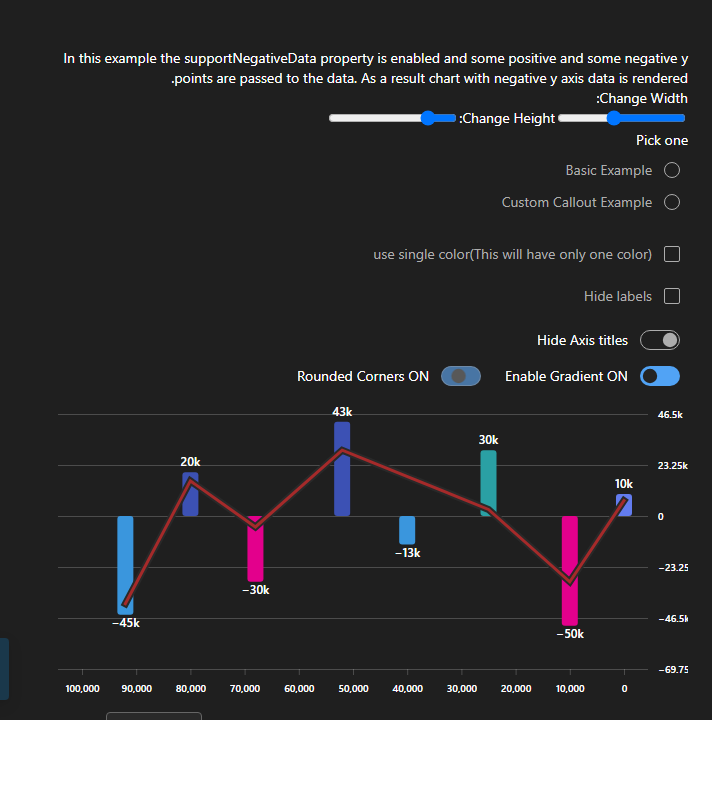 In this example the supportNegativeData property is enabled and some positive and some negative y
.points are passed to the data. As a result chart with negative y axis data is rendered
:Change Width
:Change Height
Pick one
Basic Example
Custom Callout Example
use single color(This will have only one color)
Hide labels
Hide Axis titles
Rounded Corners ON
Enable Gradient ON
43k
46.5k
30k
20k
23.25k
10k
0
−13k
−23.25
−30k
−45k
−46.5k
−50k
−69.75
100,000 90,000 80,000 70,000 60,000 50,000 40,000 30,000 20,000 10,000 0